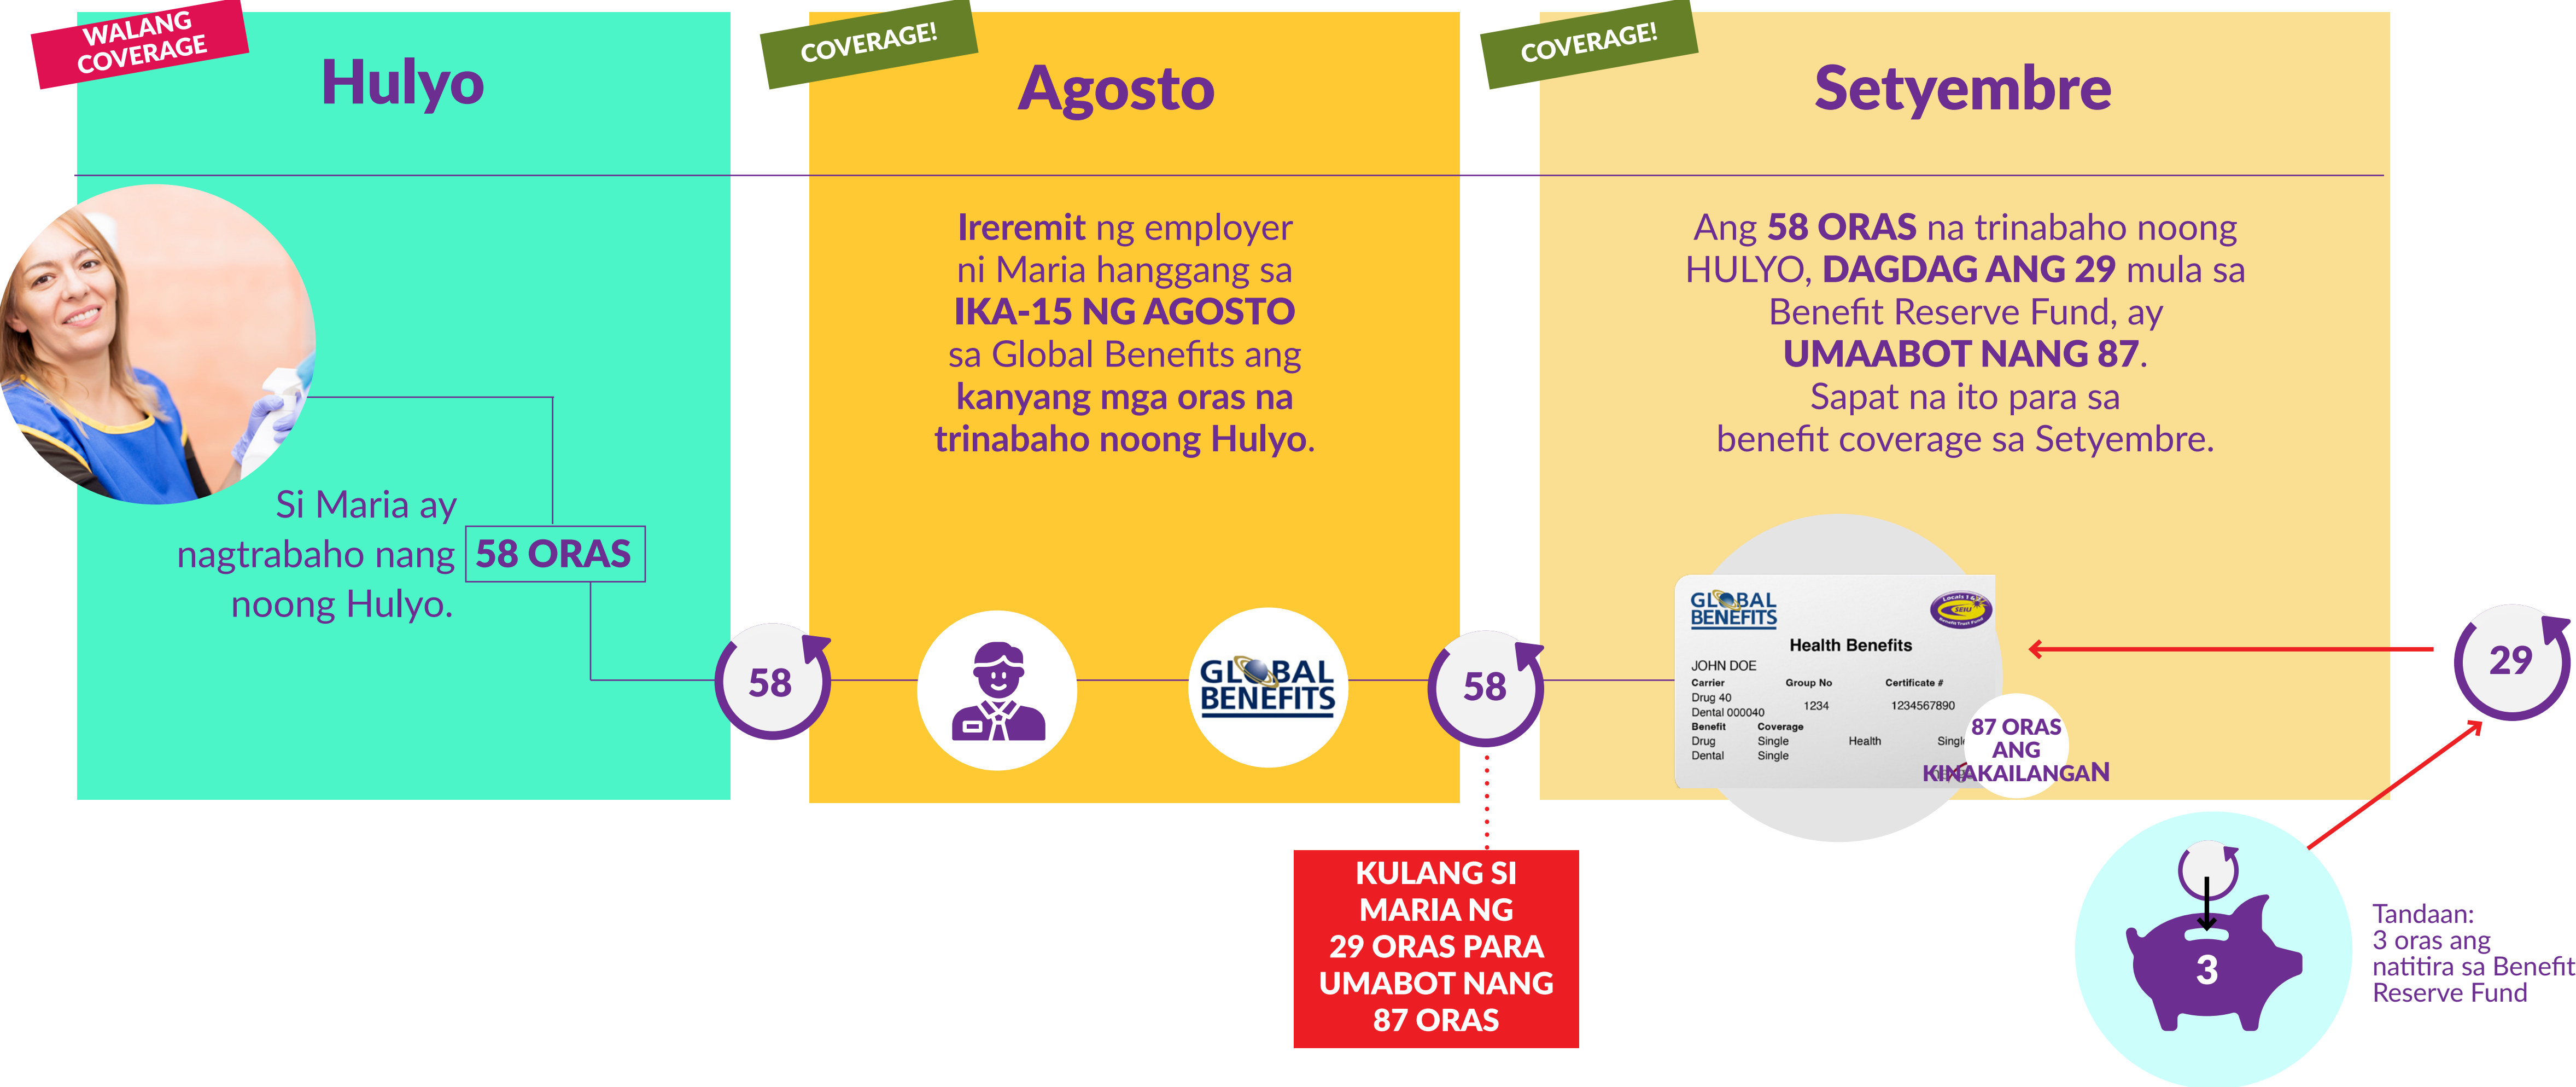 WALANG
COVERAGE
Hulyo
Si Maria ay
nagtrabaho nang 58 ORAS
noong Hulyo.
58
COVERAGE!
Agosto
Ireremit ng employer
ni Maria hanggang sa
IKA-15 NG AGOSTO
sa Global Benefits ang
kanyang mga oras na
trinabaho noong Hulyo.
GLOBAL
BENEFITS
58
KULANG SI
MARIA NG
29 ORAS PARA
UMABOT NANG
87 ORAS
COVERAGE!
Setyembre
Ang 58 ORAS na trinabaho noong
HULYO, DAGDAG ANG 29 mula sa
Benefit Reserve Fund, ay
UMAABOT NANG 87.
Sapat na ito para sa
benefit coverage sa Setyembre.
GLOBAL
BENEFITS
SEIU
Benefit Trust Fund
Health Benefits
JOHN DOE
Carrier Group No Certificate #
Drug 40
Dental 000040 1234 1234567890
Benefit Coverage
Drug Single Health Single
Dental Single
87 ORAS
ANG
KINAKAILANGAN
29
3
Tandaan:
3 oras ang
natitira sa Benefit
Reserve Fund